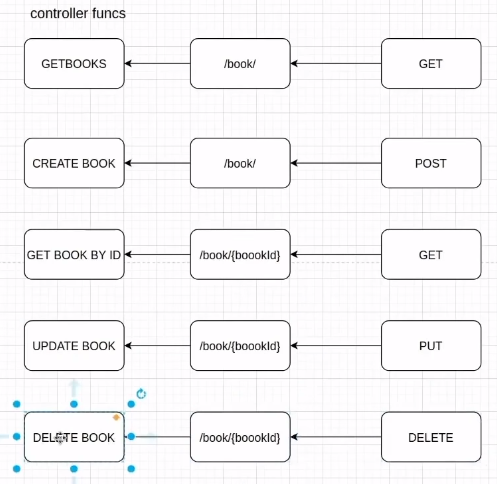 controller funcs
GETBOOKS
/book/
GET
CREATE BOOK
/book/
POST
GET BOOK BY ID
/book/{boookId}
GET
UPDATE BOOK
/book/{boookId}
PUT
DELETE BOOK
/book/{boookId}
DELETE